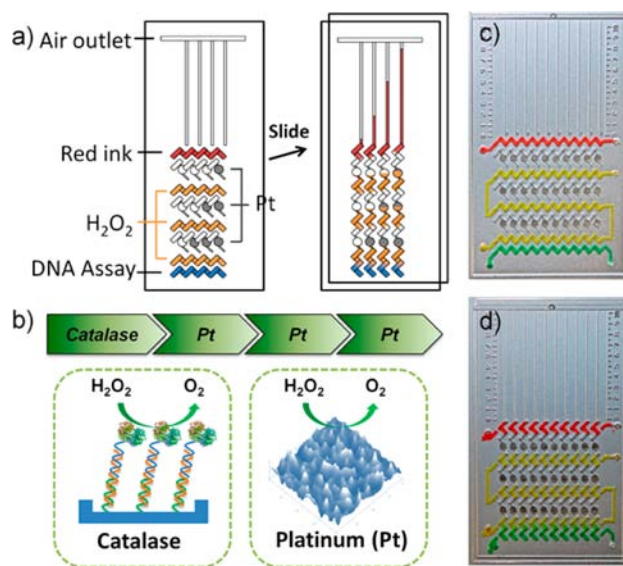 a)
Air outlet
Red ink
H₂O₂
DNA Assay
Pt
Slide
b)
Catalase Pt Pt Pt
H₂O₂ O₂
Catalase
H₂O₂ O₂
Platinum (Pt)
c)
d)